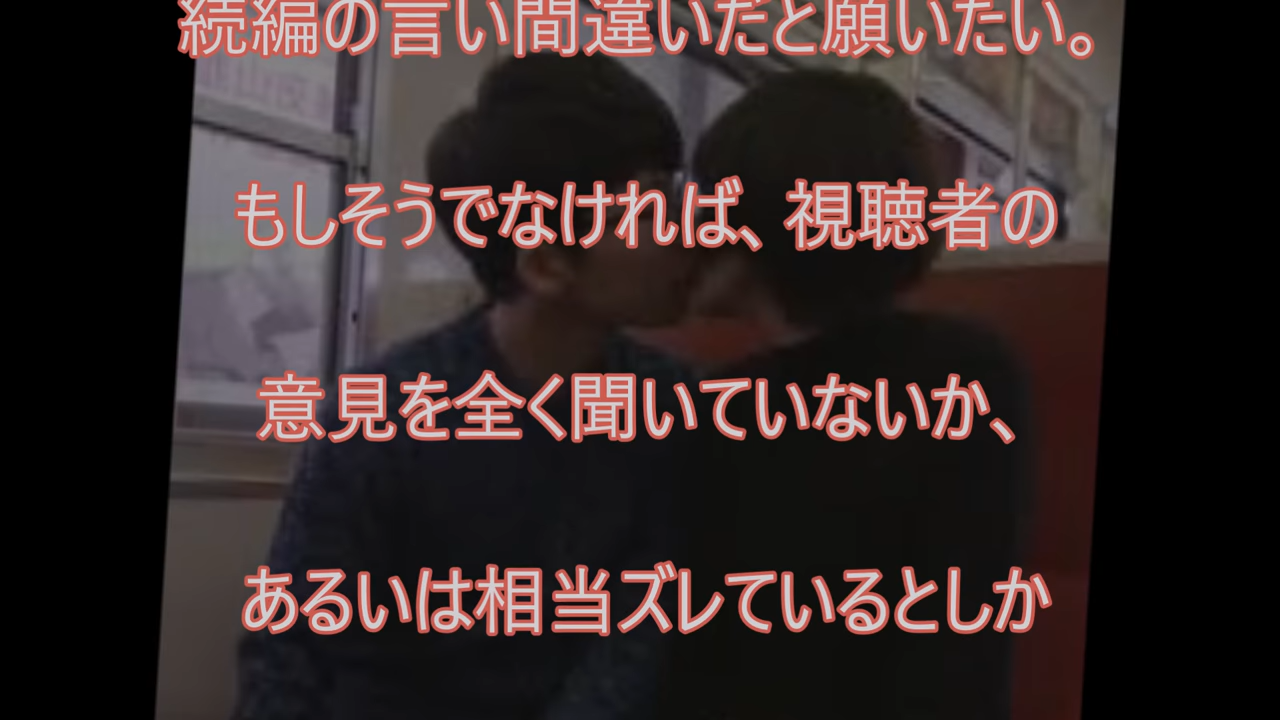 続編の言い間違いだと願いたい。
もしそうでなければ、視聴者の
意見を全く聞いていないか、
あるいは相当ズレているとしか